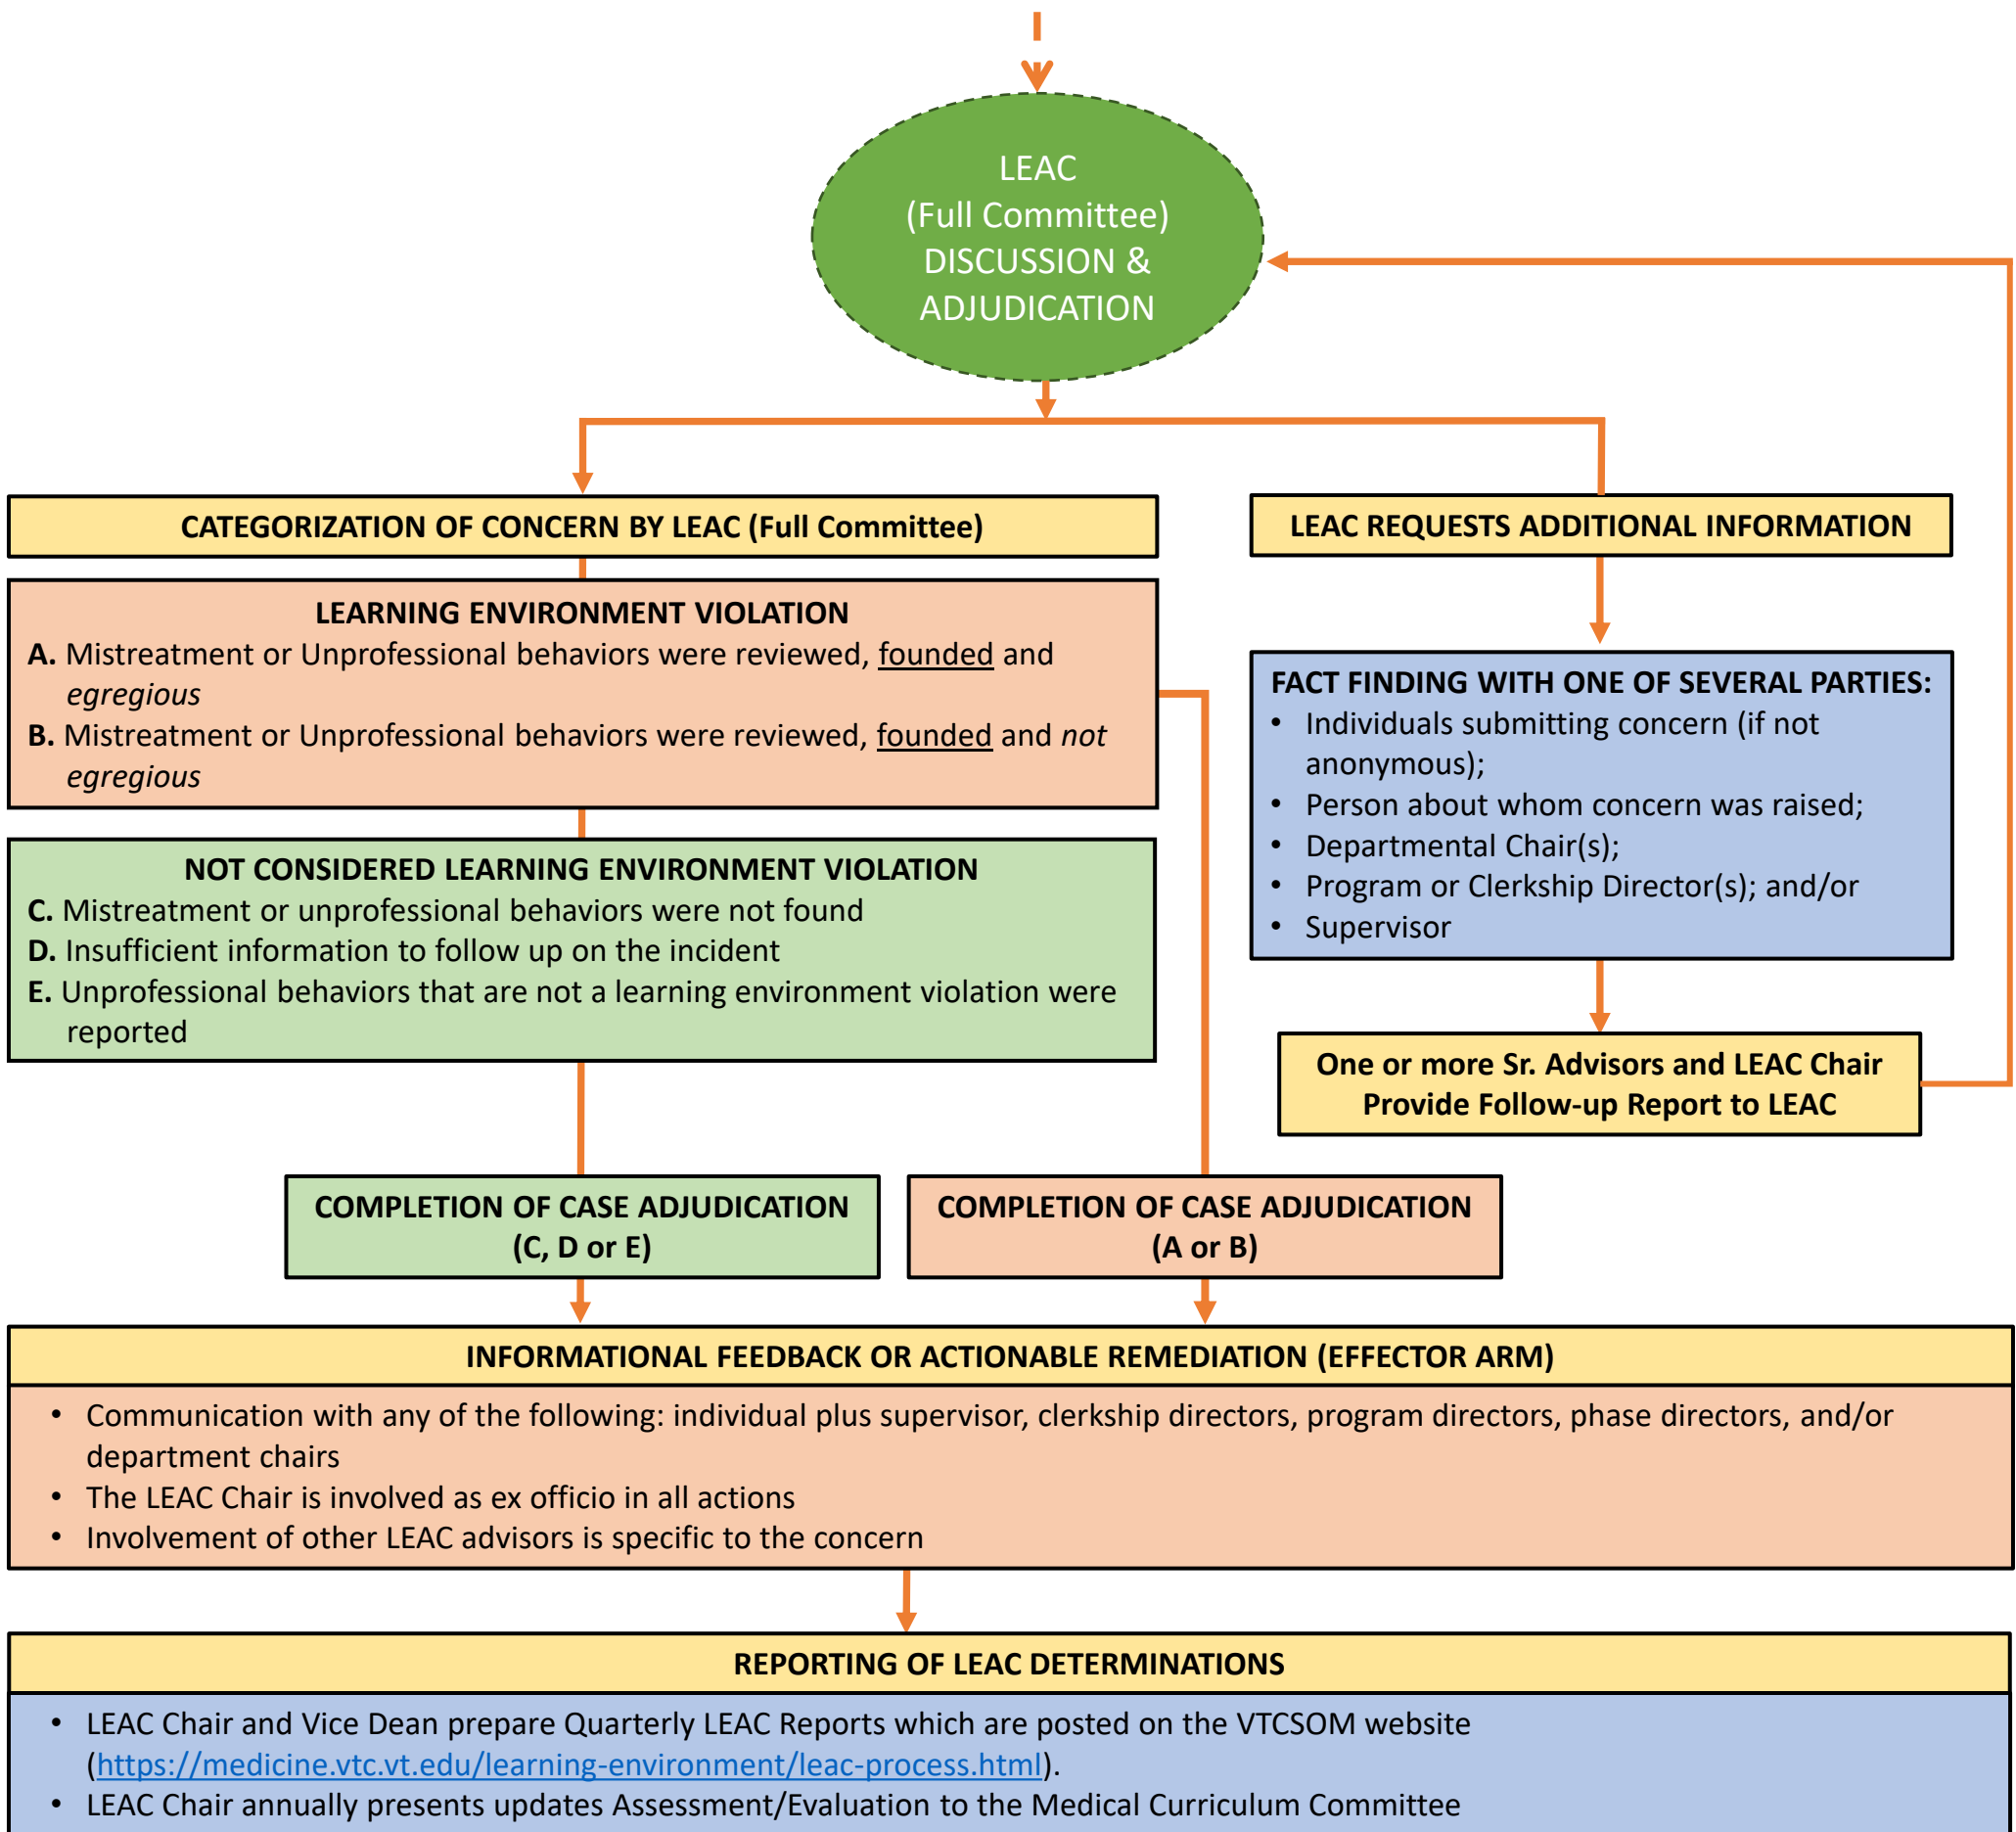 LEAC
(Full Committee)
DISCUSSION &
ADJUDICATION
CATEGORIZATION OF CONCERN BY LEAC (Full Committee)
LEARNING ENVIRONMENT VIOLATION
A. Mistreatment or Unprofessional behaviors were reviewed, founded and
egregious
B. Mistreatment or Unprofessional behaviors were reviewed, founded and not
egregious
NOT CONSIDERED LEARNING ENVIRONMENT VIOLATION
C. Mistreatment or unprofessional behaviors were not found
D. Insufficient information to follow up on the incident
E. Unprofessional behaviors that are not a learning environment violation were
reported
LEAC REQUESTS ADDITIONAL INFORMATION
FACT FINDING WITH ONE OF SEVERAL PARTIES:
• Individuals submitting concern (if not
anonymous);
• Person about whom concern was raised;
• Departmental Chair(s);
• Program or Clerkship Director(s); and/or
• Supervisor
One or more Sr. Advisors and LEAC Chair
Provide Follow-up Report to LEAC
COMPLETION OF CASE ADJUDICATION
(C, D or E)
COMPLETION OF CASE ADJUDICATION
(A or B)
INFORMATIONAL FEEDBACK OR ACTIONABLE REMEDIATION (EFFECTOR ARM)
• Communication with any of the following: individual plus supervisor, clerkship directors, program directors, phase directors, and/or
department chairs
• The LEAC Chair is involved as ex officio in all actions
• Involvement of other LEAC advisors is specific to the concern
REPORTING OF LEAC DETERMINATIONS
• LEAC Chair and Vice Dean prepare Quarterly LEAC Reports which are posted on the VTCSOM website
(https://medicine.vtc.vt.edu/learning-environment/leac-process.html).
• LEAC Chair annually presents updates Assessment/Evaluation to the Medical Curriculum Committee